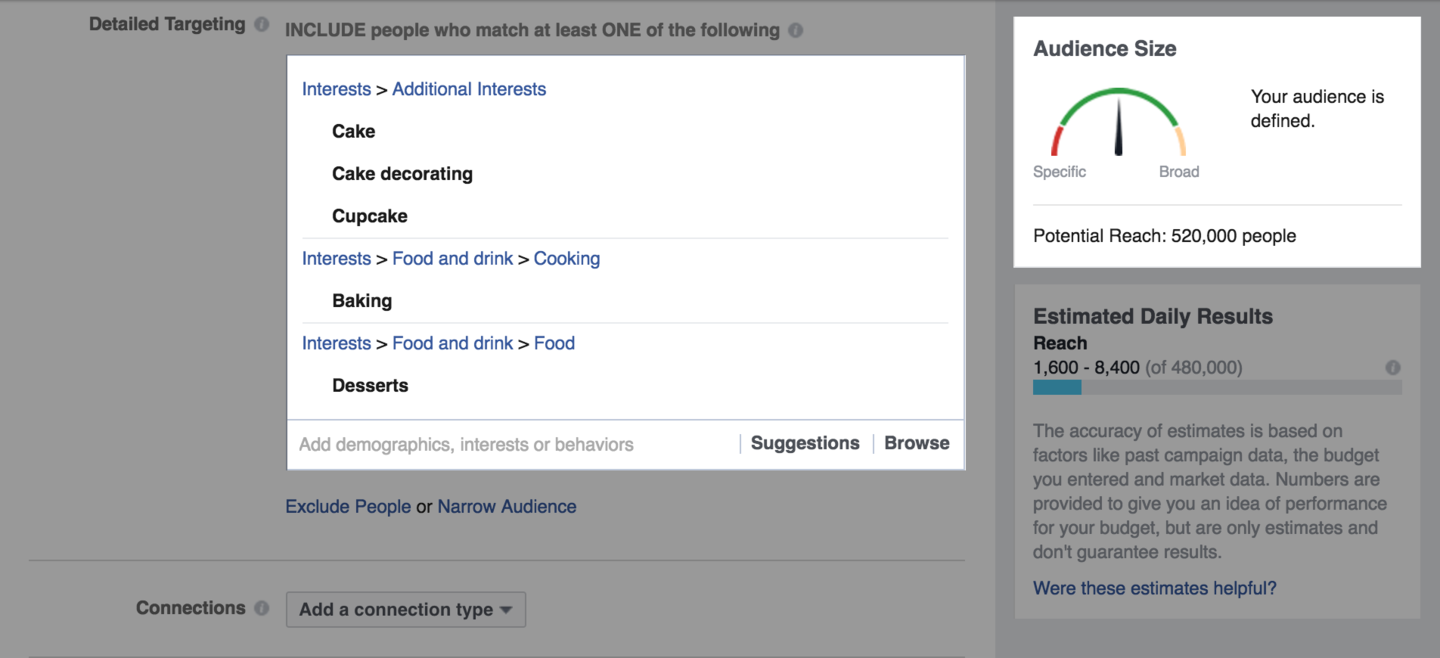 Detailed Targeting
INCLUDE people who match at least ONE of the following
Interests > Additional Interests
Cake
Cake decorating
Cupcake
Interests > Food and drink > Cooking
Baking
Interests > Food and drink > Food
Desserts
Add demographics, interests or behaviors
Suggestions
Browse
Exclude People or Narrow Audience
Connections
Add a connection type
Audience Size
Your audience is
defined.
Specific
Broad
Potential Reach: 520,000 people
Estimated Daily Results
Reach
1,600 - 8,400 (of 480,000)
The accuracy of estimates is based on
factors like past campaign data, the budget
you entered and market data. Numbers are
provided to give you an idea of performance
for your budget, but are only estimates and
don't guarantee results.
Were these estimates helpful?